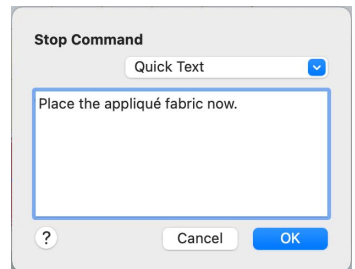 Stop Command
Quick Text
Place the appliqué fabric now.
?
Cancel
OK